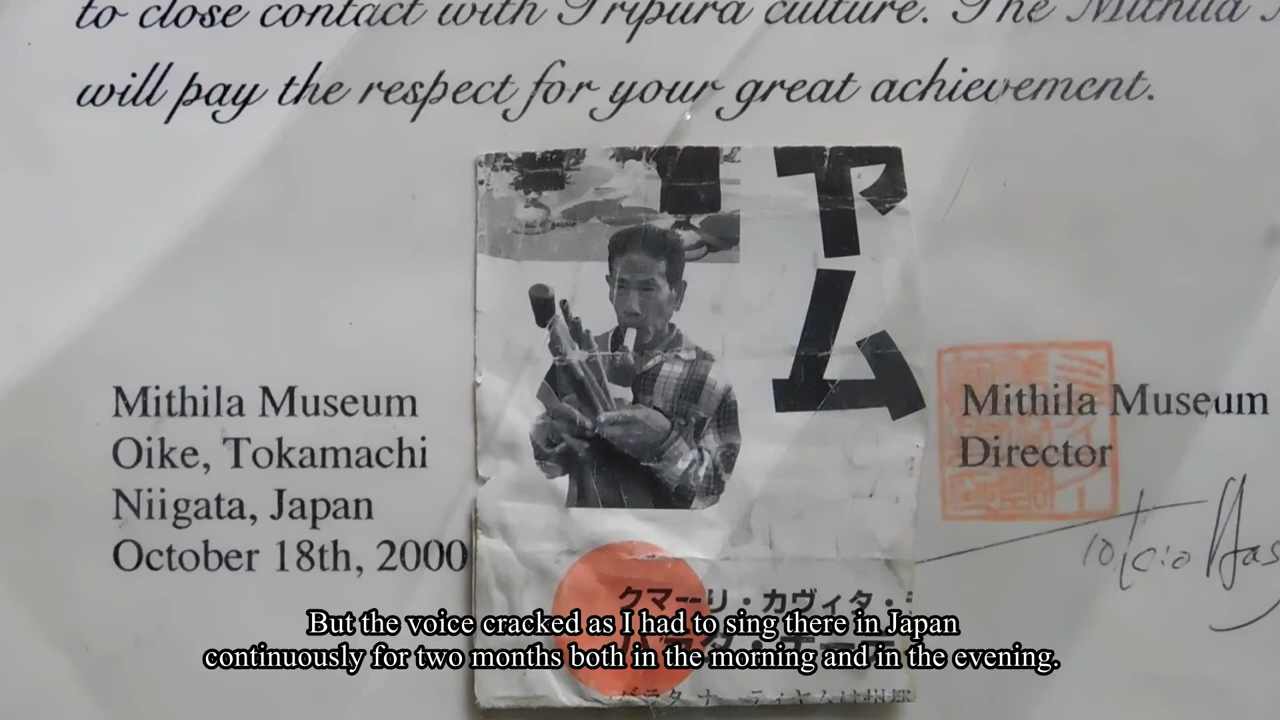 to close contact with Tripura culture. The Mithila
will pay the respect for your great achievement.
ヤム
Mithila Museum
Oike, Tokamachi
Niigata, Japan
October 18th, 2000
Mithila Museum
Director
クマーリ・カヴィタ・
But the voice cracked as I had to sing there in Japan
continuously for two months both in the morning and in the evening.